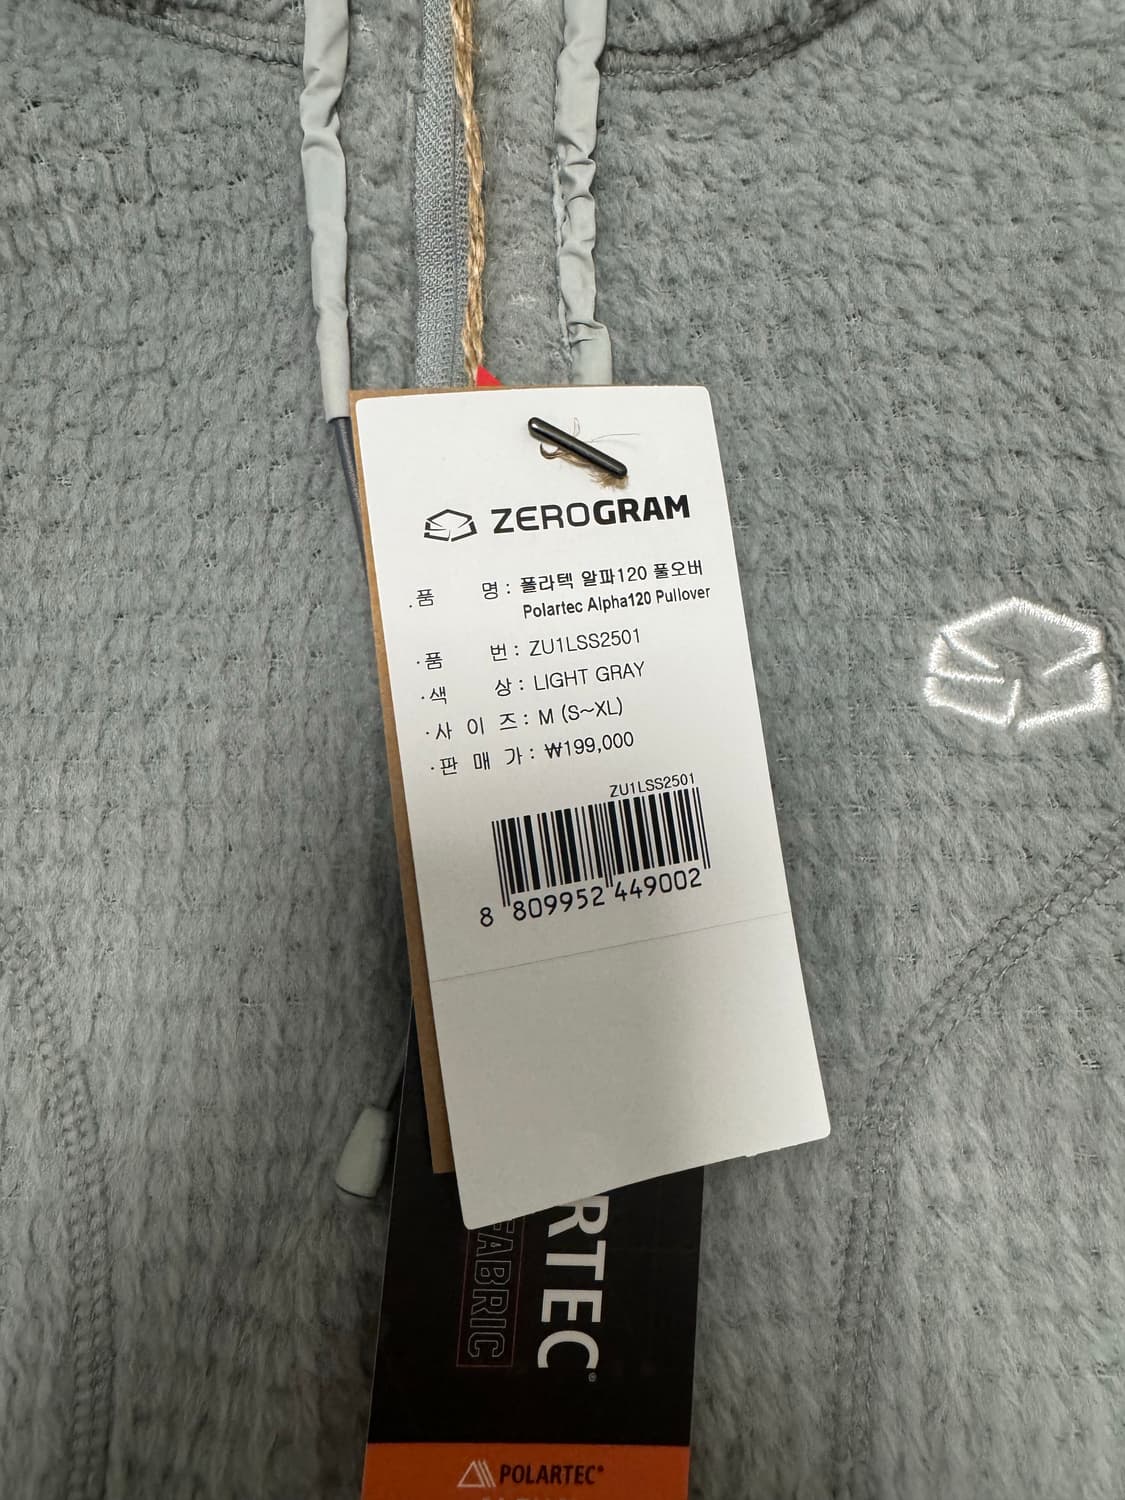 ZEROGRAM
·품 명 : 폴라텍 알파120 풀오버
Polartec Alpha120 Pullover
·품 번 : ZU1LSS2501
·색 상 : LIGHT GRAY
·사 이 즈 : M (S~XL)
·판 매 가 : ₩199,000
ZU1LSS2501
8 809952 449002
RTEC®
FABRIC
POLARTEC®